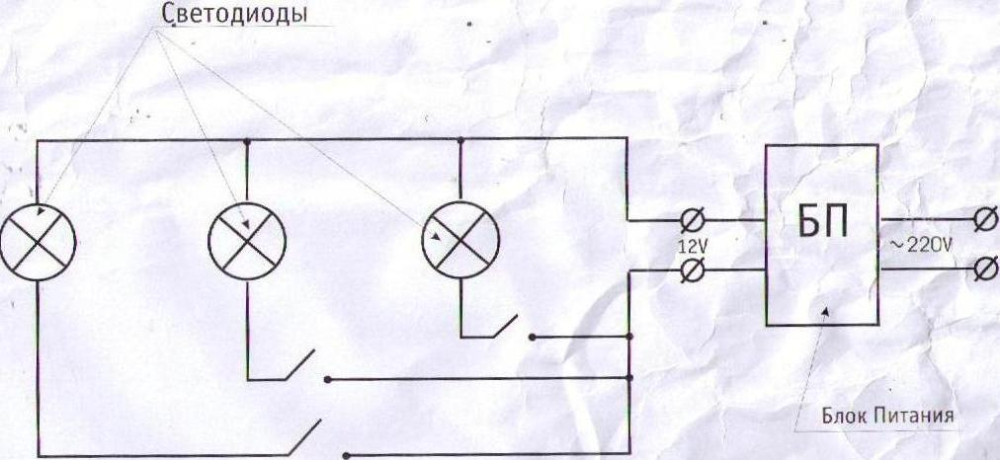 Светодиоды
БП
12V
~220V
Блок Питания